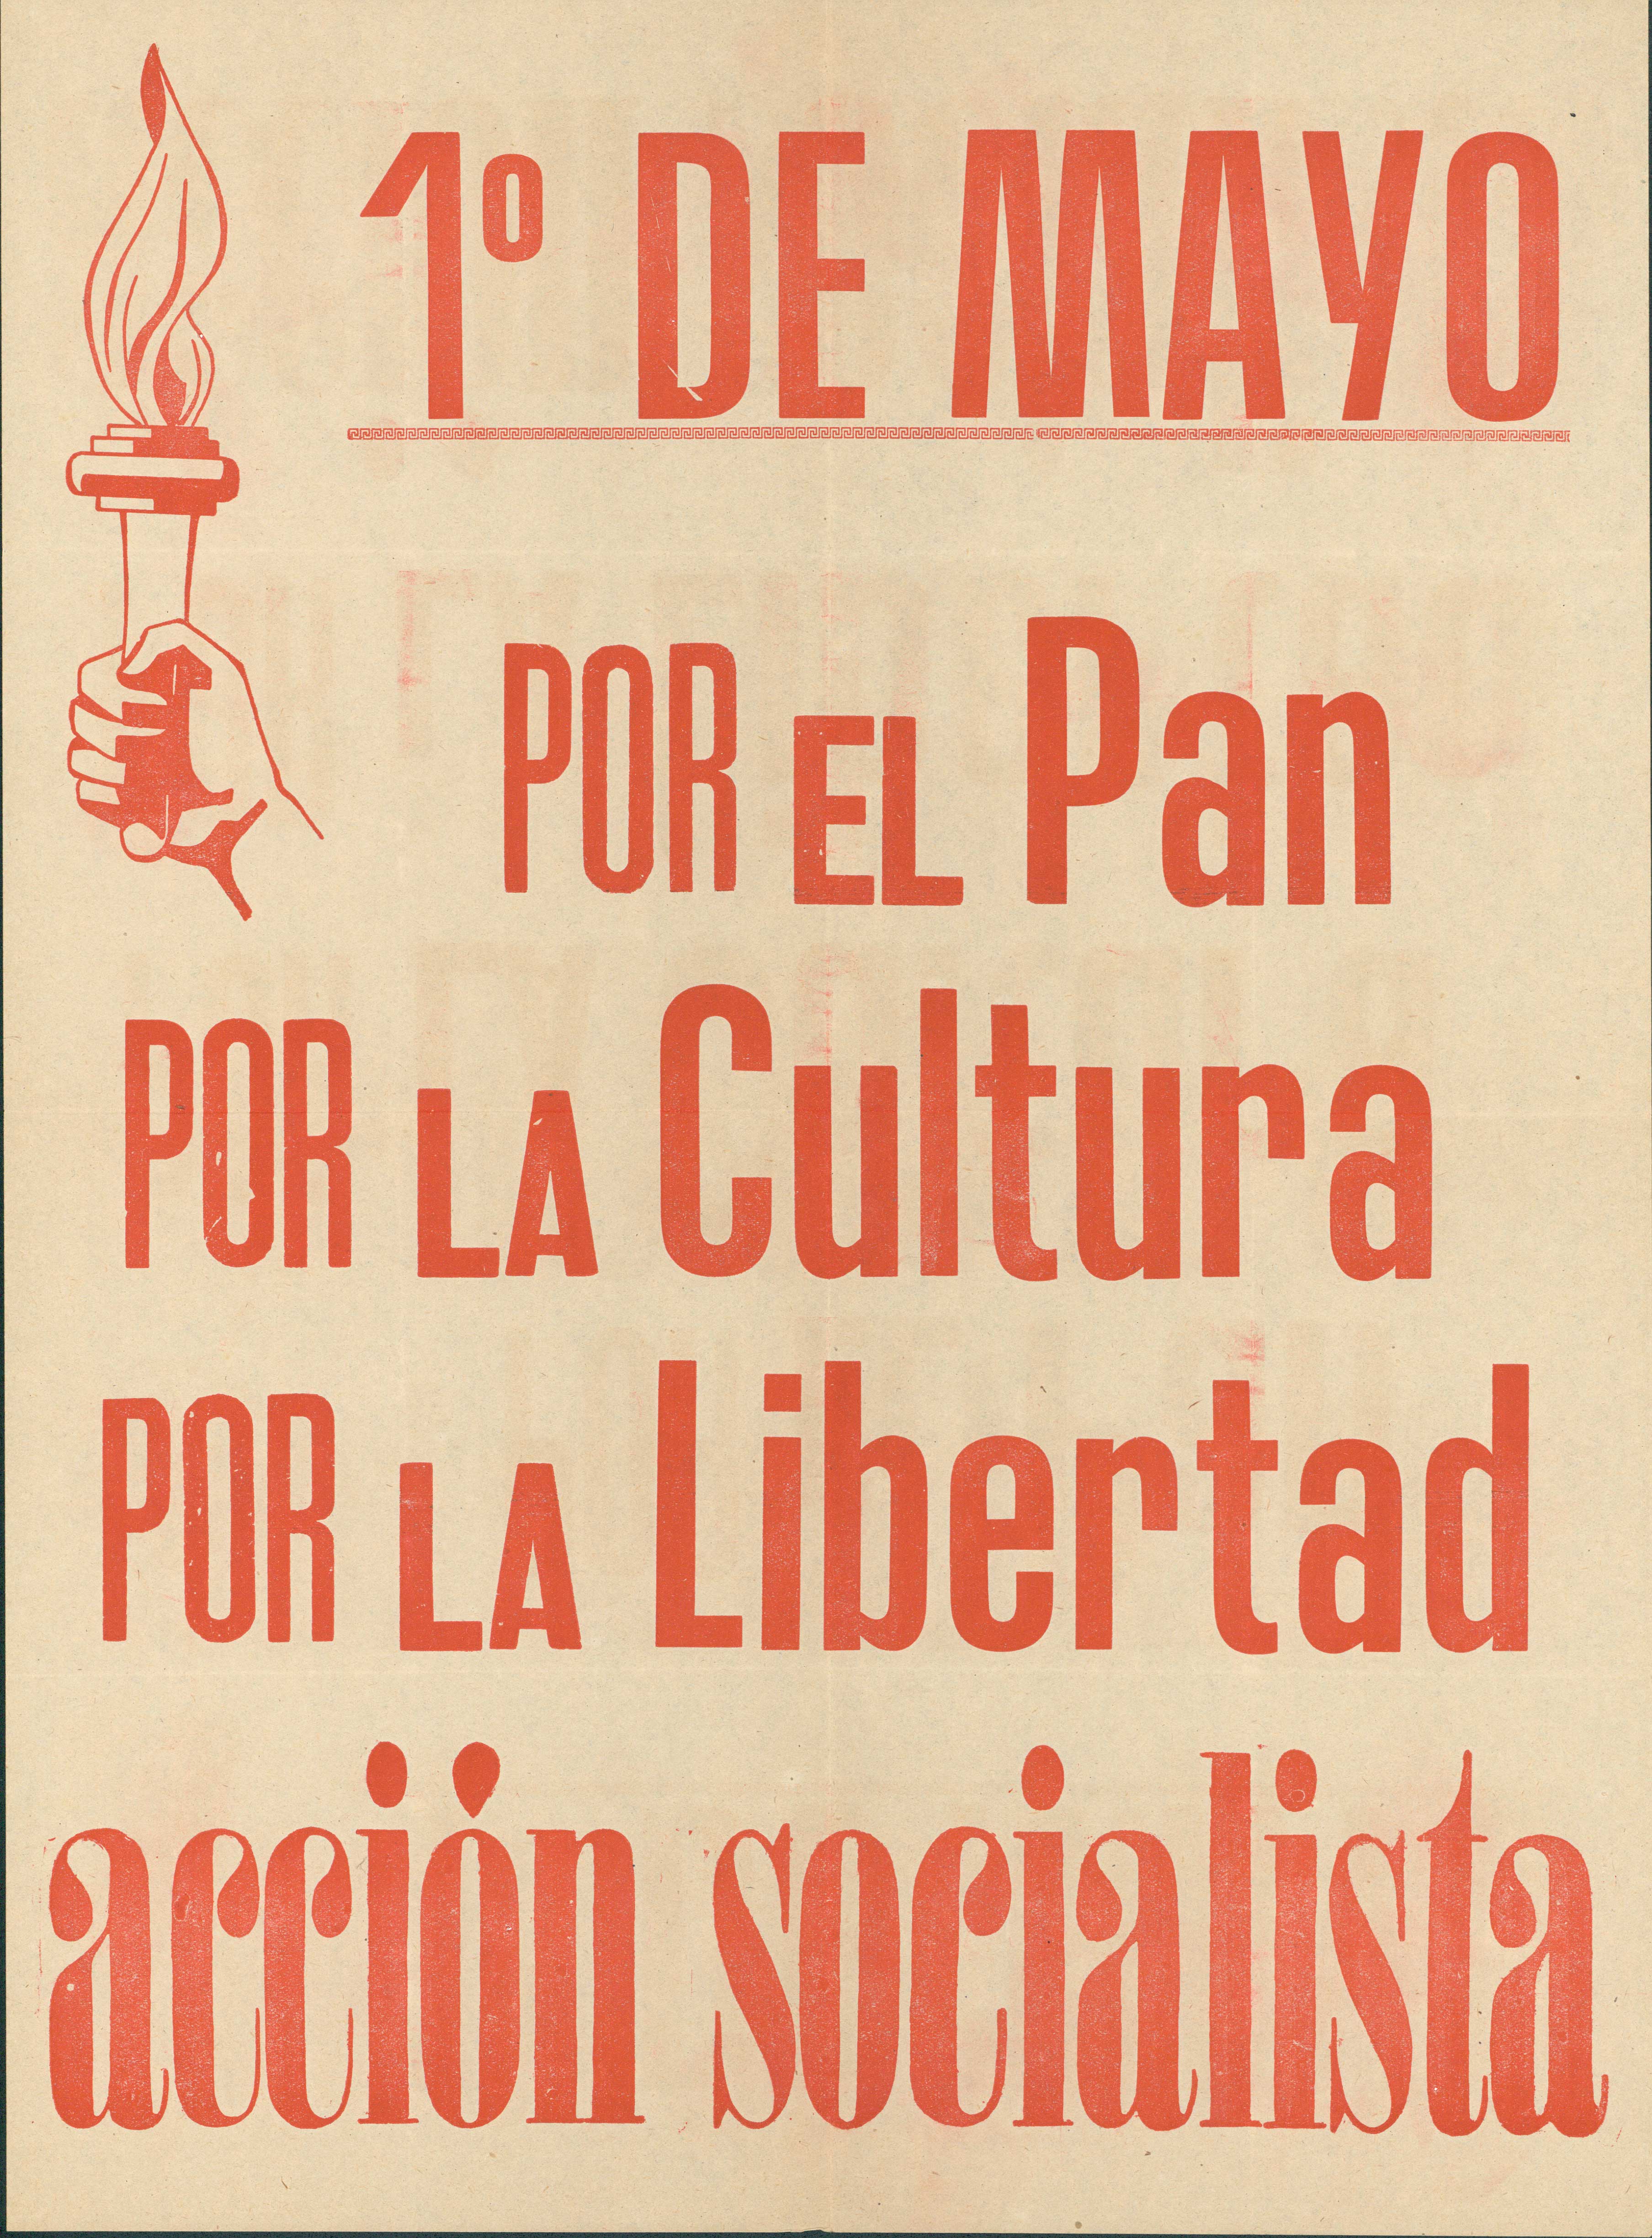 1º DE MAYO
POR EL Pan
POR LA Cultura
POR LA Libertad
acción socialista